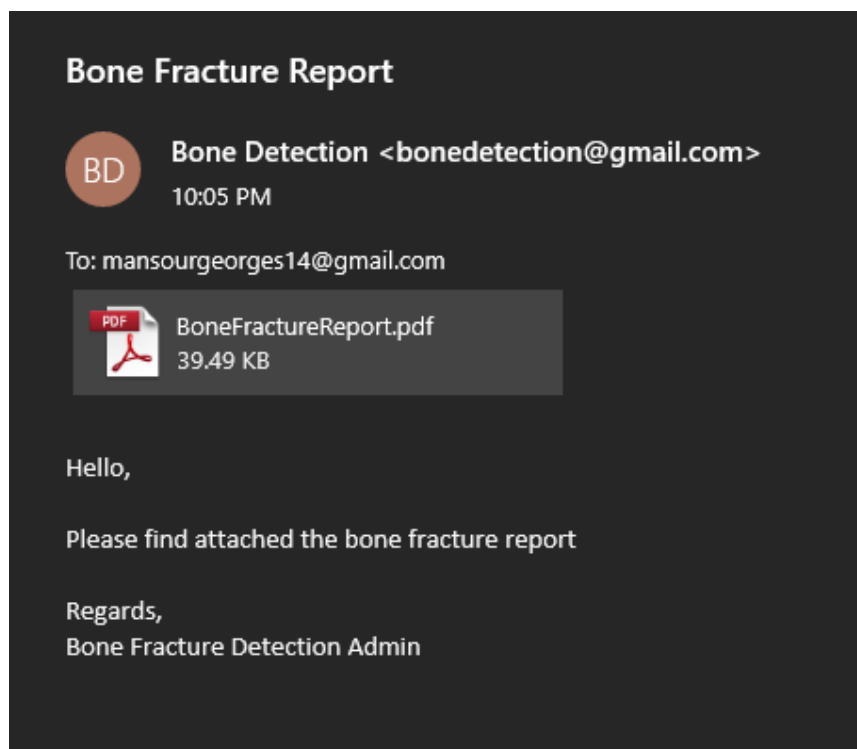 Bone Fracture Report
BD
Bone Detection <bonedetection@gmail.com>
10:05 PM
To: mansourgeorges14@gmail.com
PDF
BoneFractureReport.pdf
39.49 KB
Hello,
Please find attached the bone fracture report
Regards,
Bone Fracture Detection Admin